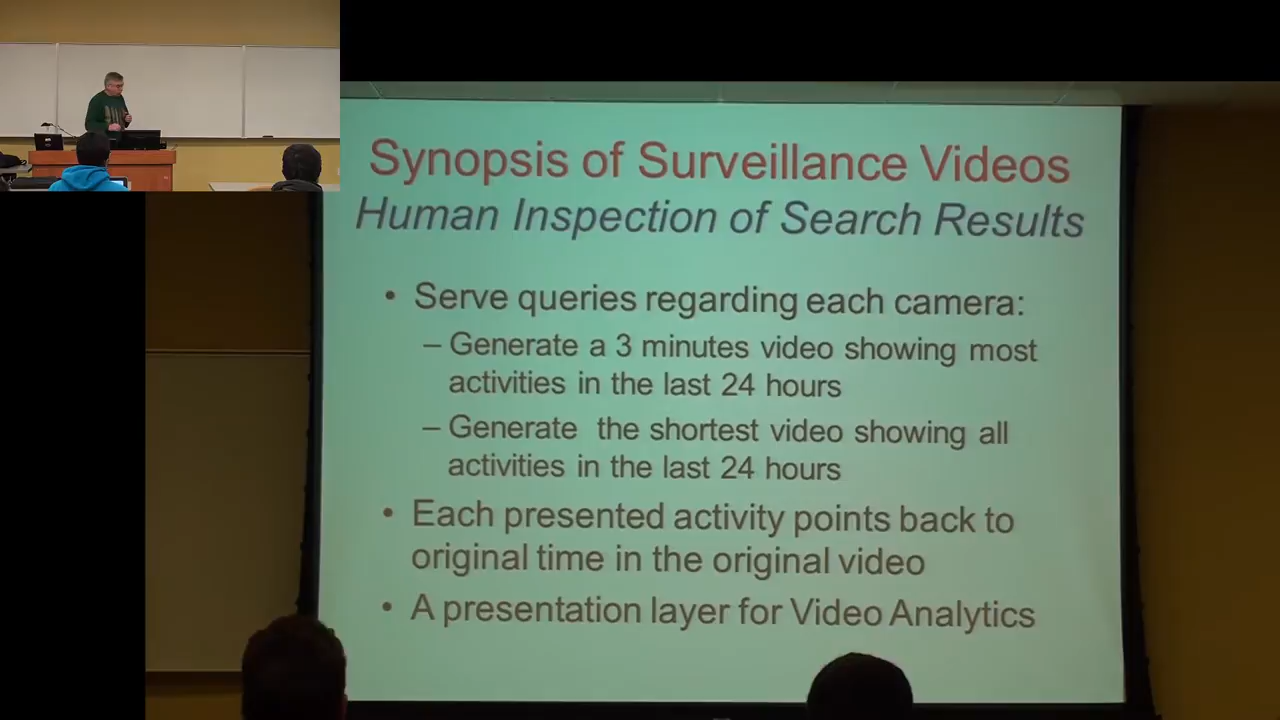 Synopsis of Surveillance Videos
Human Inspection of Search Results
• Serve queries regarding each camera:
– Generate a 3 minutes video showing most
activities in the last 24 hours
– Generate the shortest video showing all
activities in the last 24 hours
• Each presented activity points back to
original time in the original video
• A presentation layer for Video Analytics